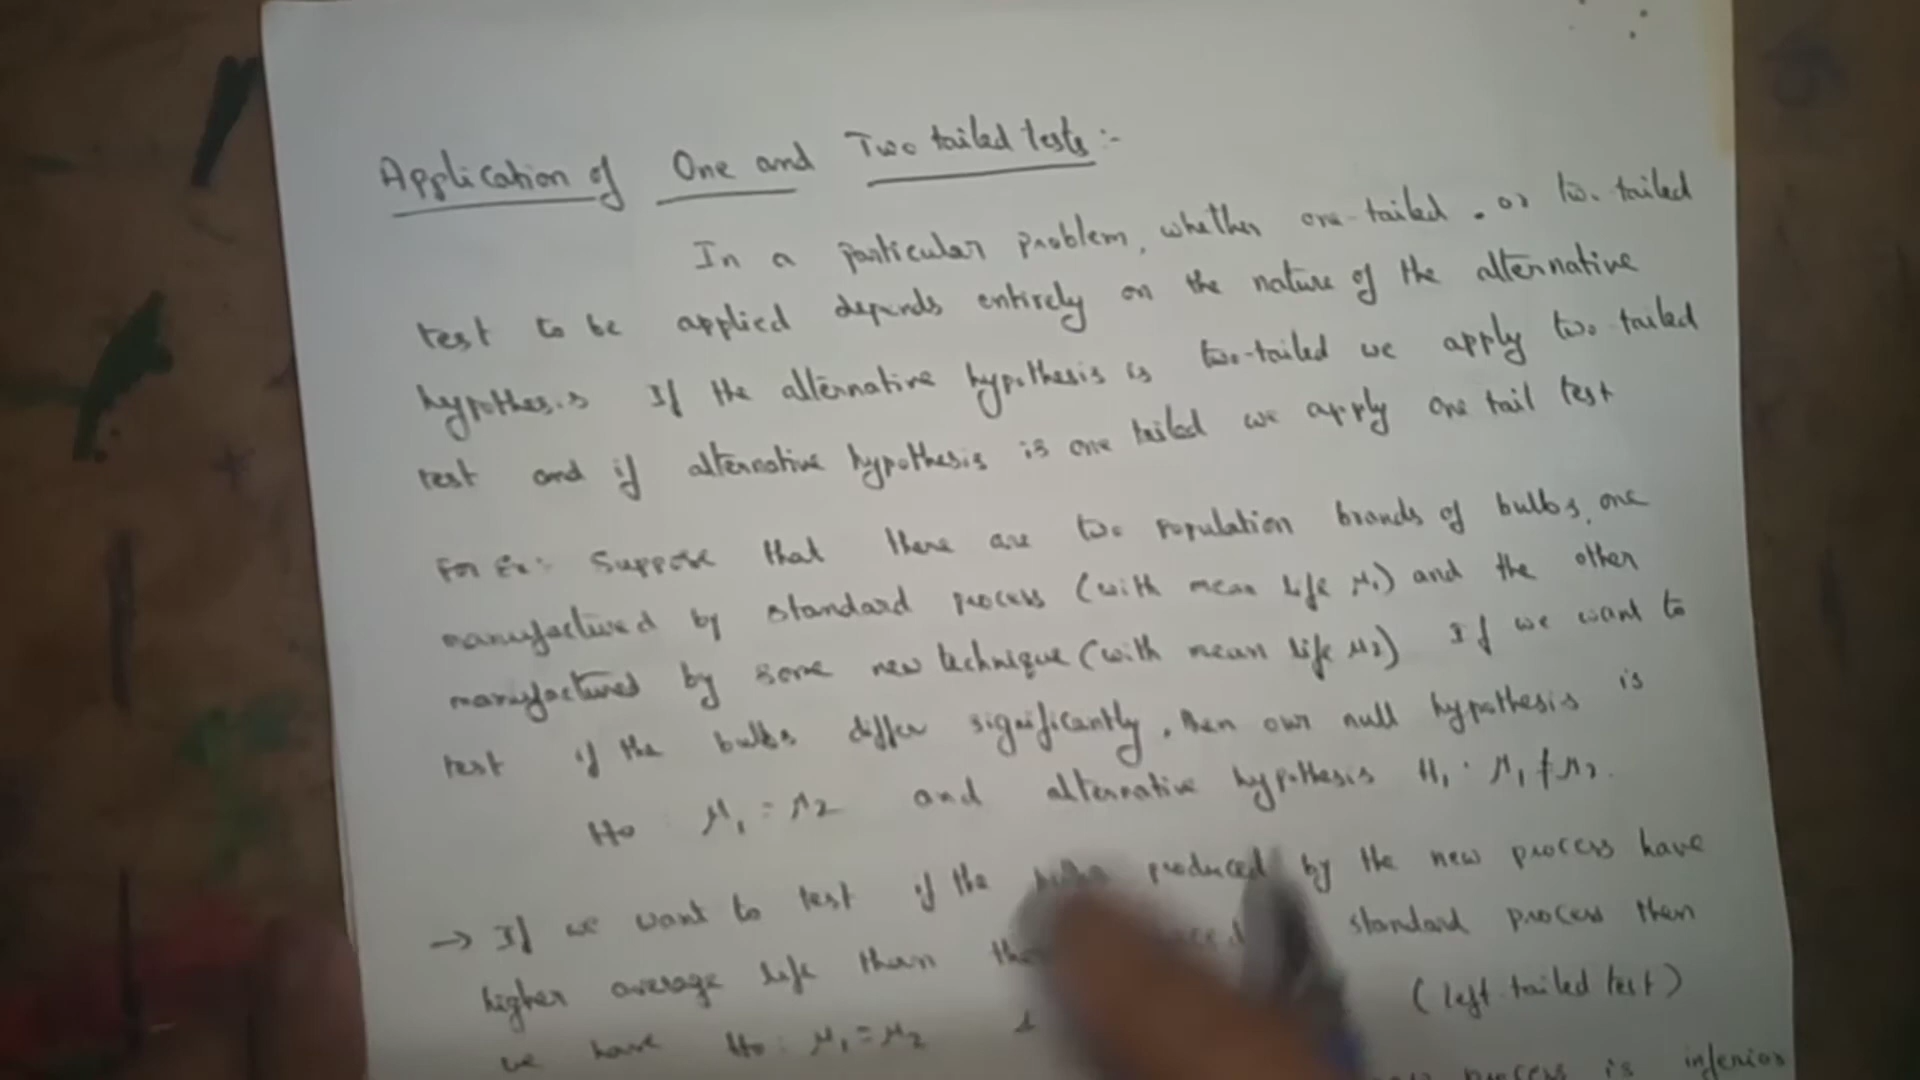 Application of One and Two tailed tests :-
In a particular problem, whether one-tailed . or two tailed
test to be applied depends entirely on the nature of the alternative
hypothesis If the alternative hypothesis is two-tailed we apply two tailed
test and if alternative hypothesis is one tailed we apply one tail test
For Ex:- Suppose that there are two population brands of bulbs, one
manufactured by standard process (with mean life μ₁) and the other
manufactured by some new technique (with mean life μ₂) If we want to
test if the bulbs differ significantly, then our null hypothesis is
H₀ : μ₁ = μ₂ and alternative hypothesis H₁ : μ₁ ≠ μ₂.
→ If we want to test if the produced by the new process have
higher average life than standard process then
we have H₀ : μ₁ = μ₂ (left tailed test)
process is inferior